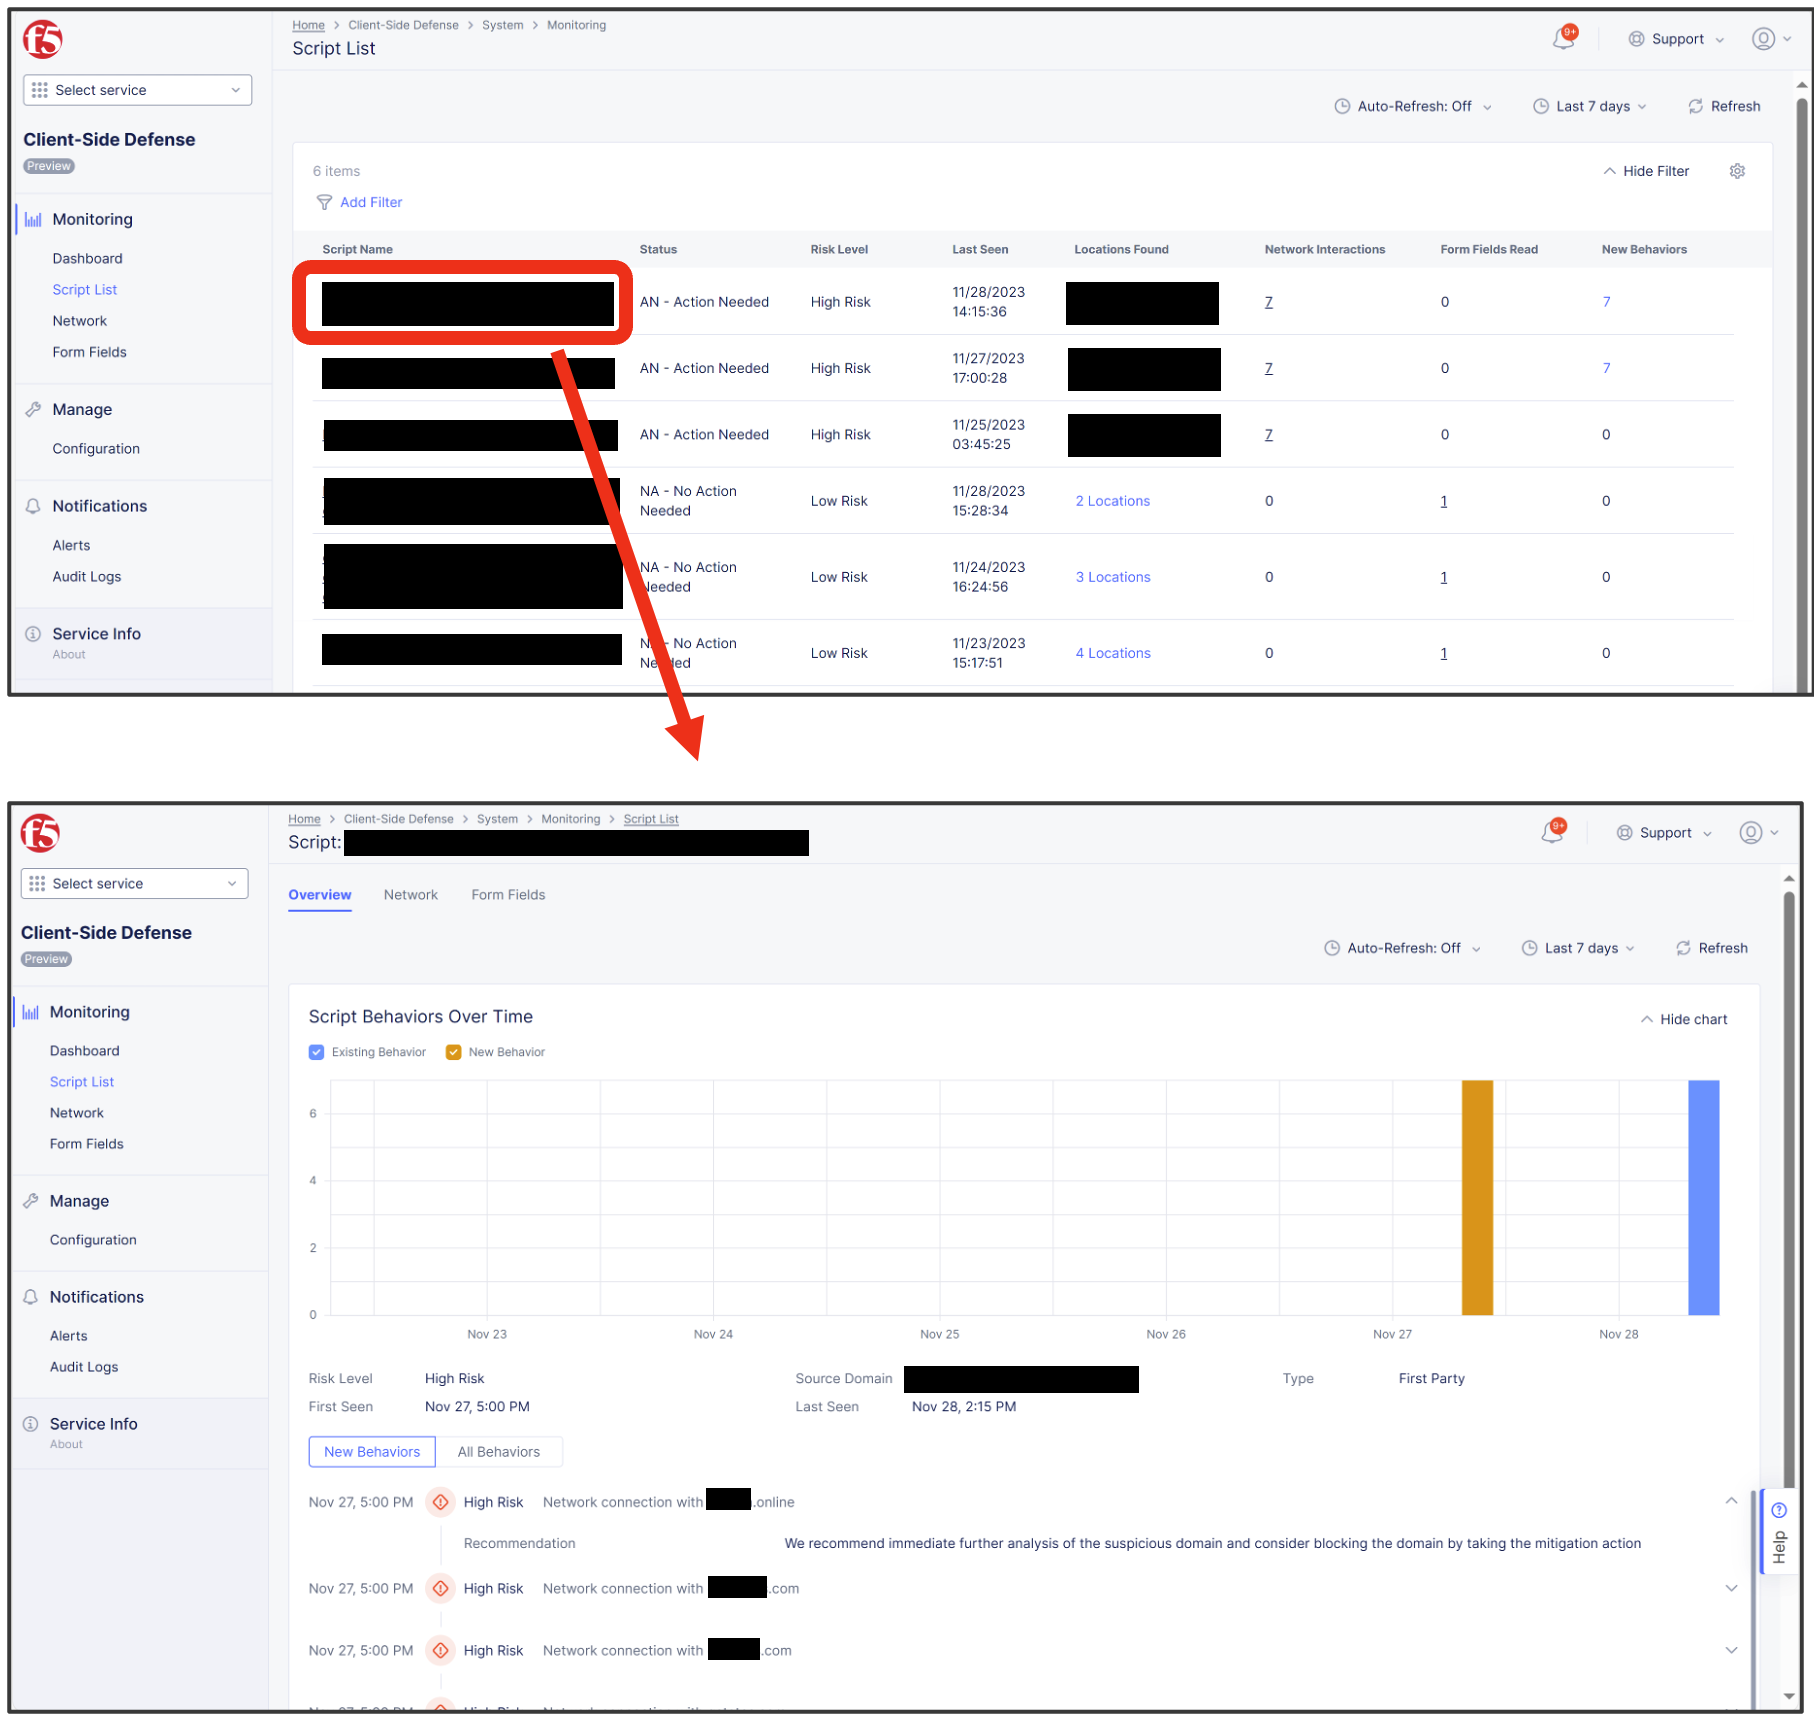 f5
Home > Client-Side Defense > System > Monitoring
Script List
9+
Support
Select service
Client-Side Defense
Preview
Monitoring
Dashboard
Script List
Network
Form Fields
Manage
Configuration
Notifications
Alerts
Audit Logs
Service Info
About
Auto-Refresh: Off
Last 7 days
Refresh
6 items
Hide Filter
Add Filter
Script Name Status Risk Level Last Seen Locations Found Network Interactions Form Fields Read New Behaviors
AN - Action Needed High Risk 11/28/2023 14:15:36 7 0 7
AN - Action Needed High Risk 11/27/2023 17:00:28 7 0 7
AN - Action Needed High Risk 11/25/2023 03:45:25 7 0 0
NA - No Action Needed Low Risk 11/28/2023 15:28:34 2 Locations 0 1 0
NA - No Action Needed Low Risk 11/24/2023 16:24:56 3 Locations 0 1 0
No Action Low Risk 11/23/2023 15:17:51 4 Locations 0 1 0
f5
Home > Client-Side Defense > System > Monitoring > Script List
Script:
9+
Support
Select service
Client-Side Defense
Preview
Monitoring
Dashboard
Script List
Network
Form Fields
Manage
Configuration
Notifications
Alerts
Audit Logs
Service Info
About
Overview Network Form Fields
Auto-Refresh: Off
Last 7 days
Refresh
Script Behaviors Over Time
Hide chart
Existing Behavior New Behavior
6
4
2
0
Nov 23 Nov 24 Nov 25 Nov 26 Nov 27 Nov 28
Risk Level High Risk Source Domain Type First Party
First Seen Nov 27, 5:00 PM Last Seen Nov 28, 2:15 PM
New Behaviors All Behaviors
Nov 27, 5:00 PM High Risk Network connection with .online
Recommendation We recommend immediate further analysis of the suspicious domain and consider blocking the domain by taking the mitigation action
Nov 27, 5:00 PM High Risk Network connection with .com
Nov 27, 5:00 PM High Risk Network connection with .com
Help